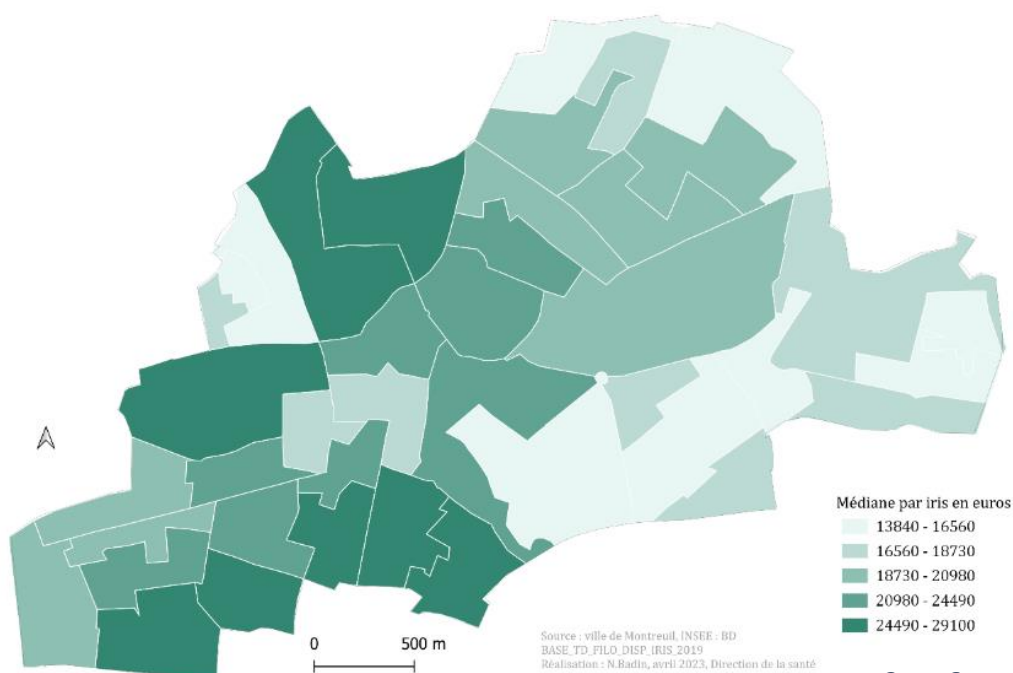 Médiane par iris en euros
13840 - 16560
16560 - 18730
18730 - 20980
20980 - 24490
24490 - 29100
0 500 m
Source : ville de Montreuil, INSEE : BD
BASE_TD_FILO_DISP_IRIS_2019
Réalisation : N.Badin, avril 2023, Direction de la santé